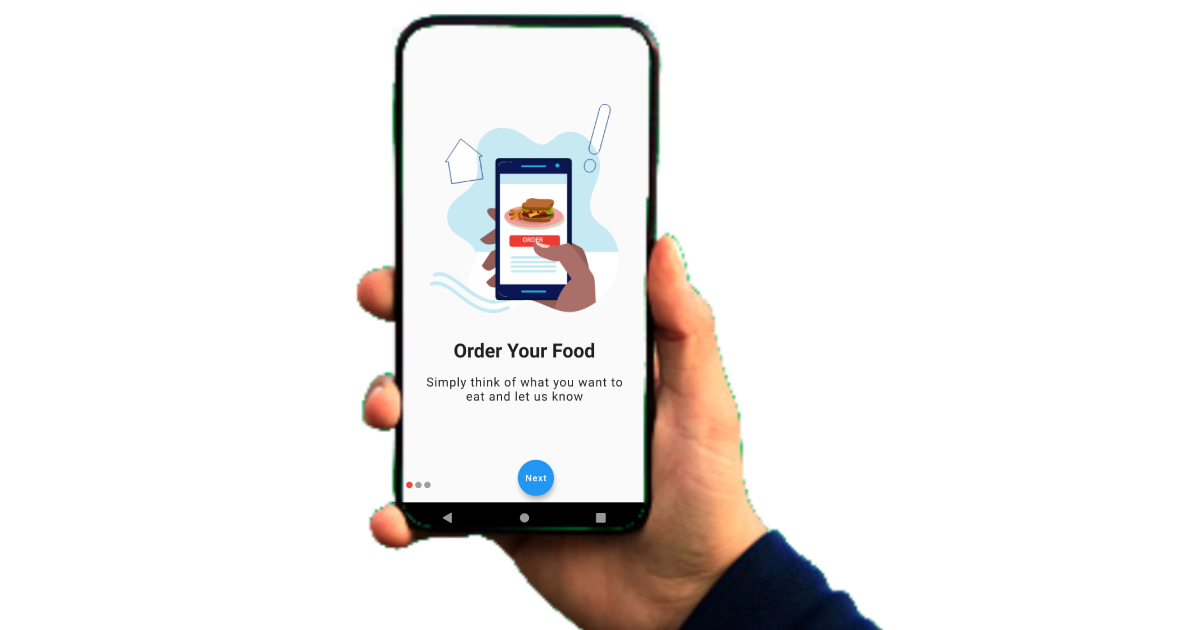 ORDER
Order Your Food
Simply think of what you want to
eat and let us know
Next